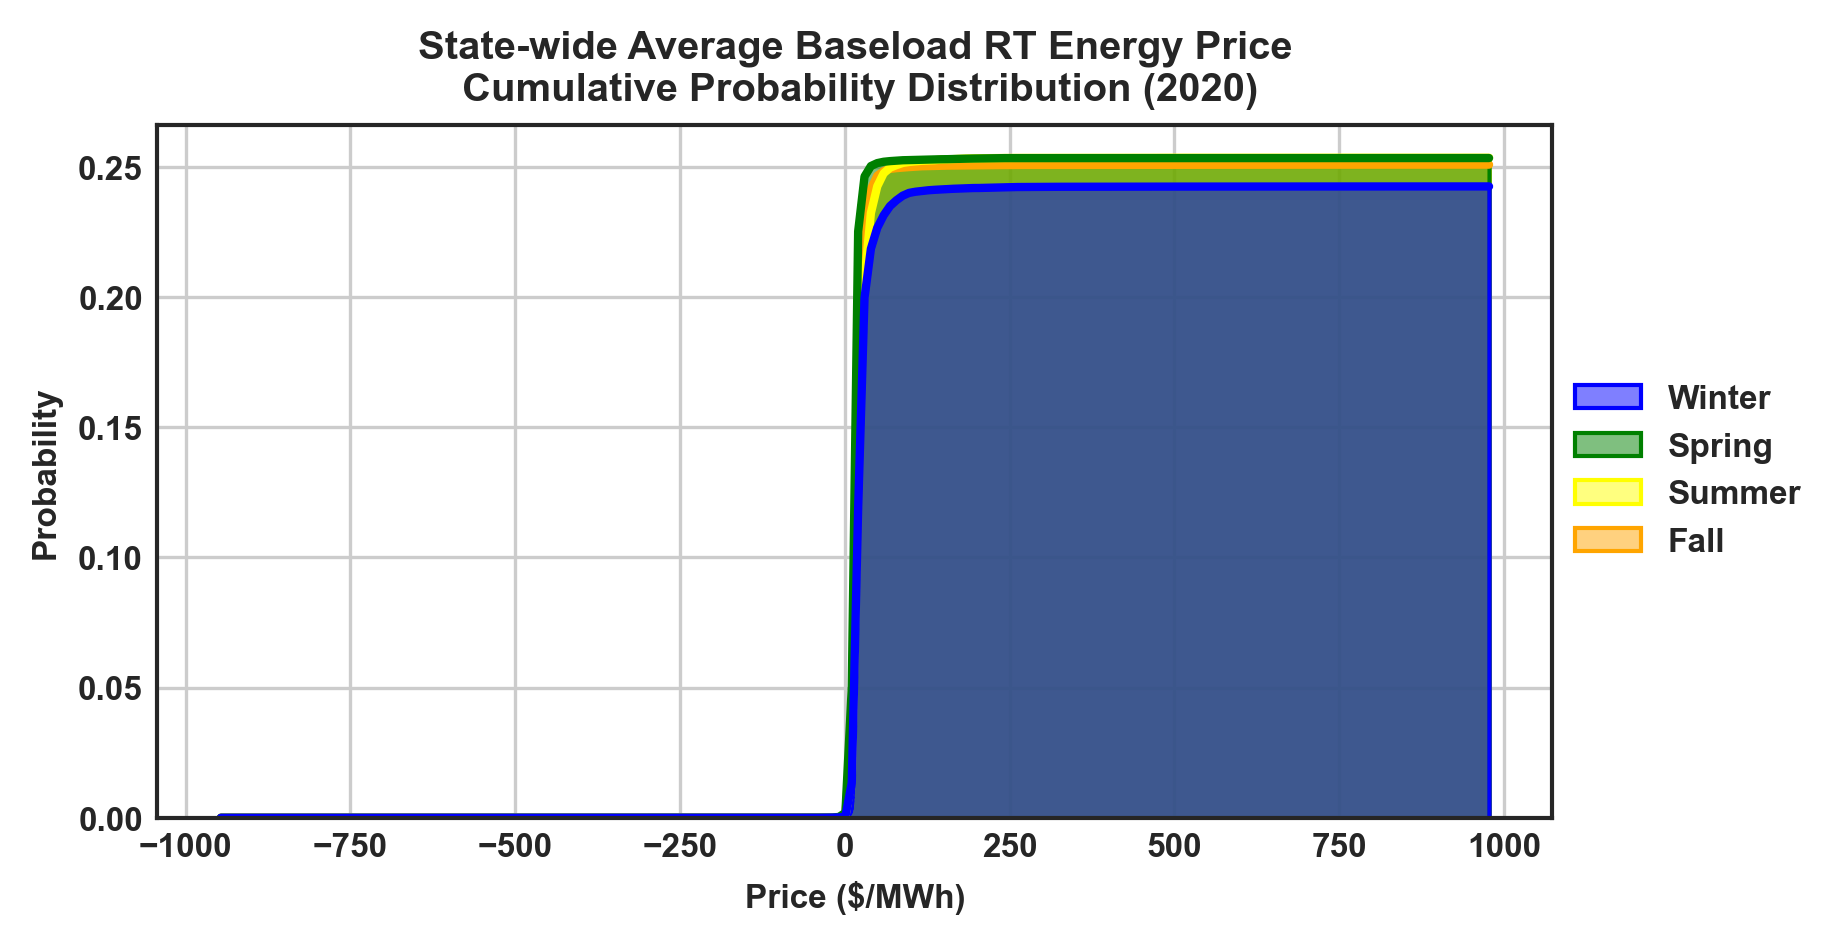 State-wide Average Baseload RT Energy Price
Cumulative Probability Distribution (2020)
0.25
0.20
0.15
0.10
0.05
0.00
Probability
−1000 −750 −500 −250 0 250 500 750 1000
Price ($/MWh)
Winter
Spring
Summer
Fall